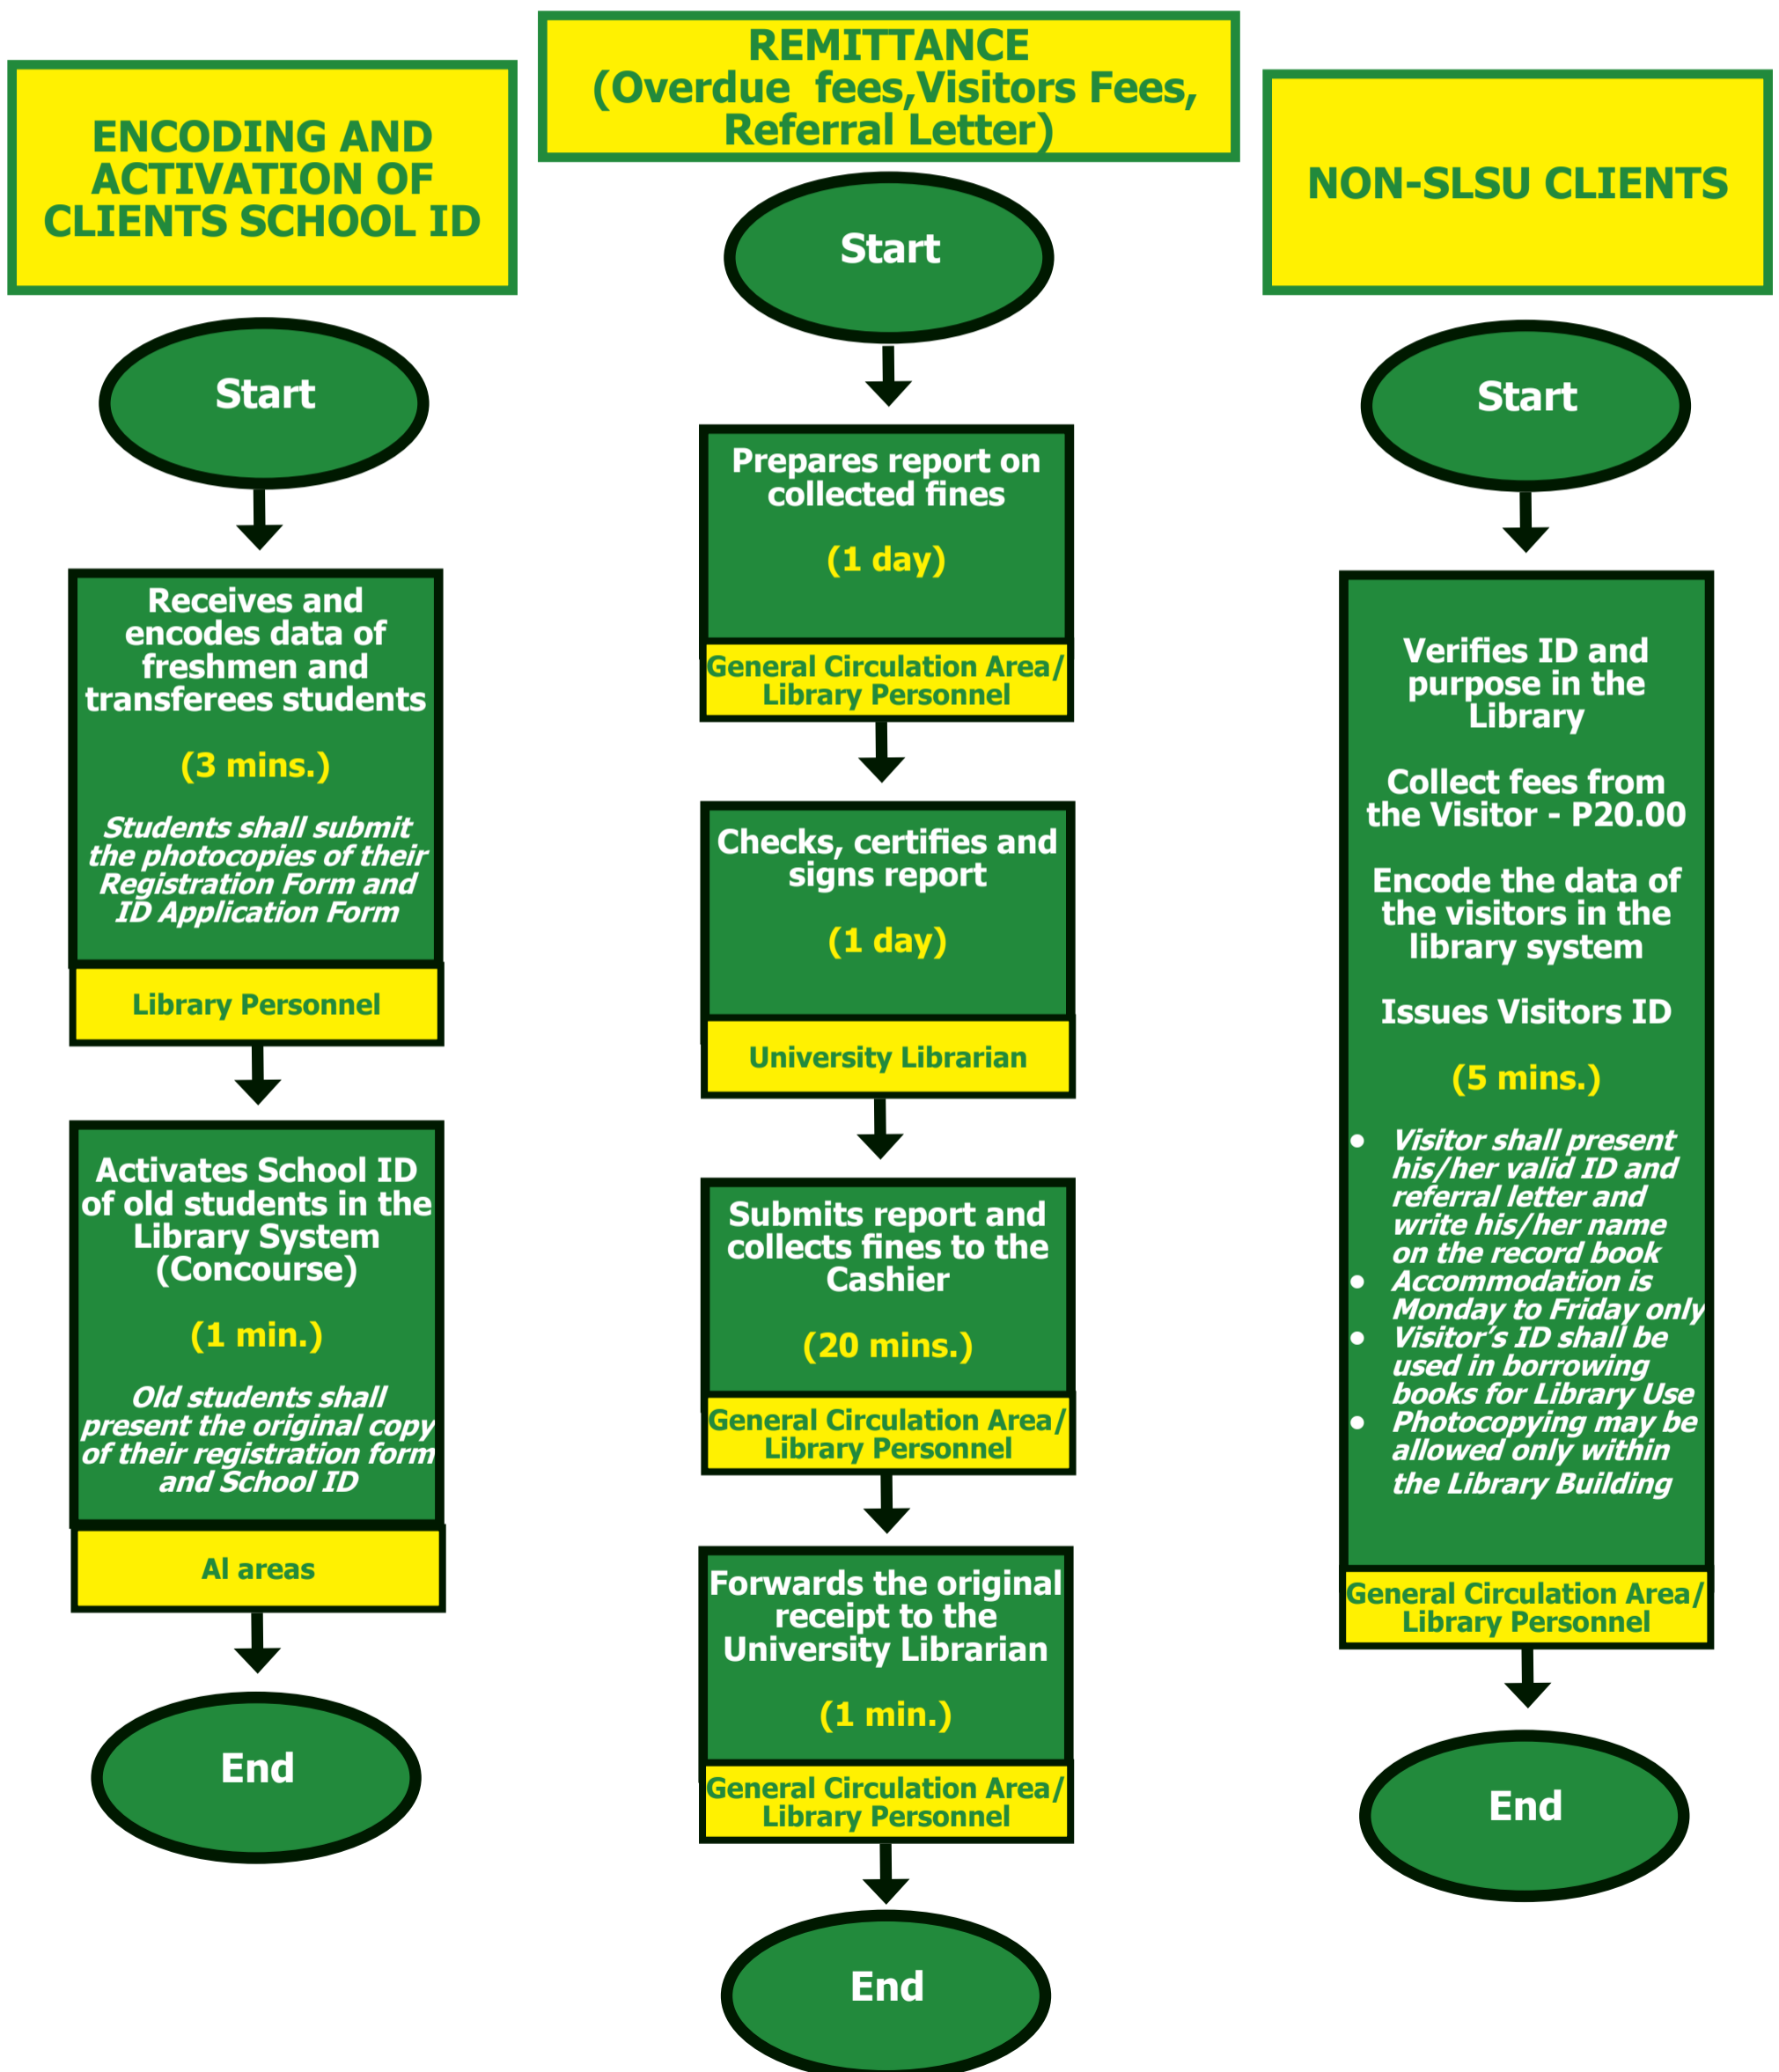 ENCODING AND
ACTIVATION OF
CLIENTS SCHOOL ID
Start
Receives and
encodes data of
freshmen and
transferees students
(3 mins.)
Students shall submit
the photocopies of their
Registration Form and
ID Application Form
Library Personnel
Activates School ID
of old students in the
Library System
(Concourse)
(1 min.)
Old students shall
present the original copy
of their registration form
and School ID
Al areas
End
REMITTANCE
(Overdue  fees,Visitors Fees,
Referral Letter)
Start
Prepares report on
collected fines
(1 day)
General Circulation Area/
Library Personnel
Checks, certifies and
signs report
(1 day)
University Librarian
Submits report and
collects fines to the
Cashier
(20 mins.)
General Circulation Area/
Library Personnel
Forwards the original
receipt to the
University Librarian
(1 min.)
General Circulation Area/
Library Personnel
End
NON-SLSU CLIENTS
Start
Verifies ID and
purpose in the
Library
Collect fees from
the Visitor - P20.00
Encode the data of
the visitors in the
library system
Issues Visitors ID
(5 mins.)
• Visitor shall present
his/her valid ID and
referral letter and
write his/her name
on the record book
• Accommodation is
Monday to Friday only
• Visitor’s ID shall be
used in borrowing
books for Library Use
• Photocopying may be
allowed only within
the Library Building
General Circulation Area/
Library Personnel
End